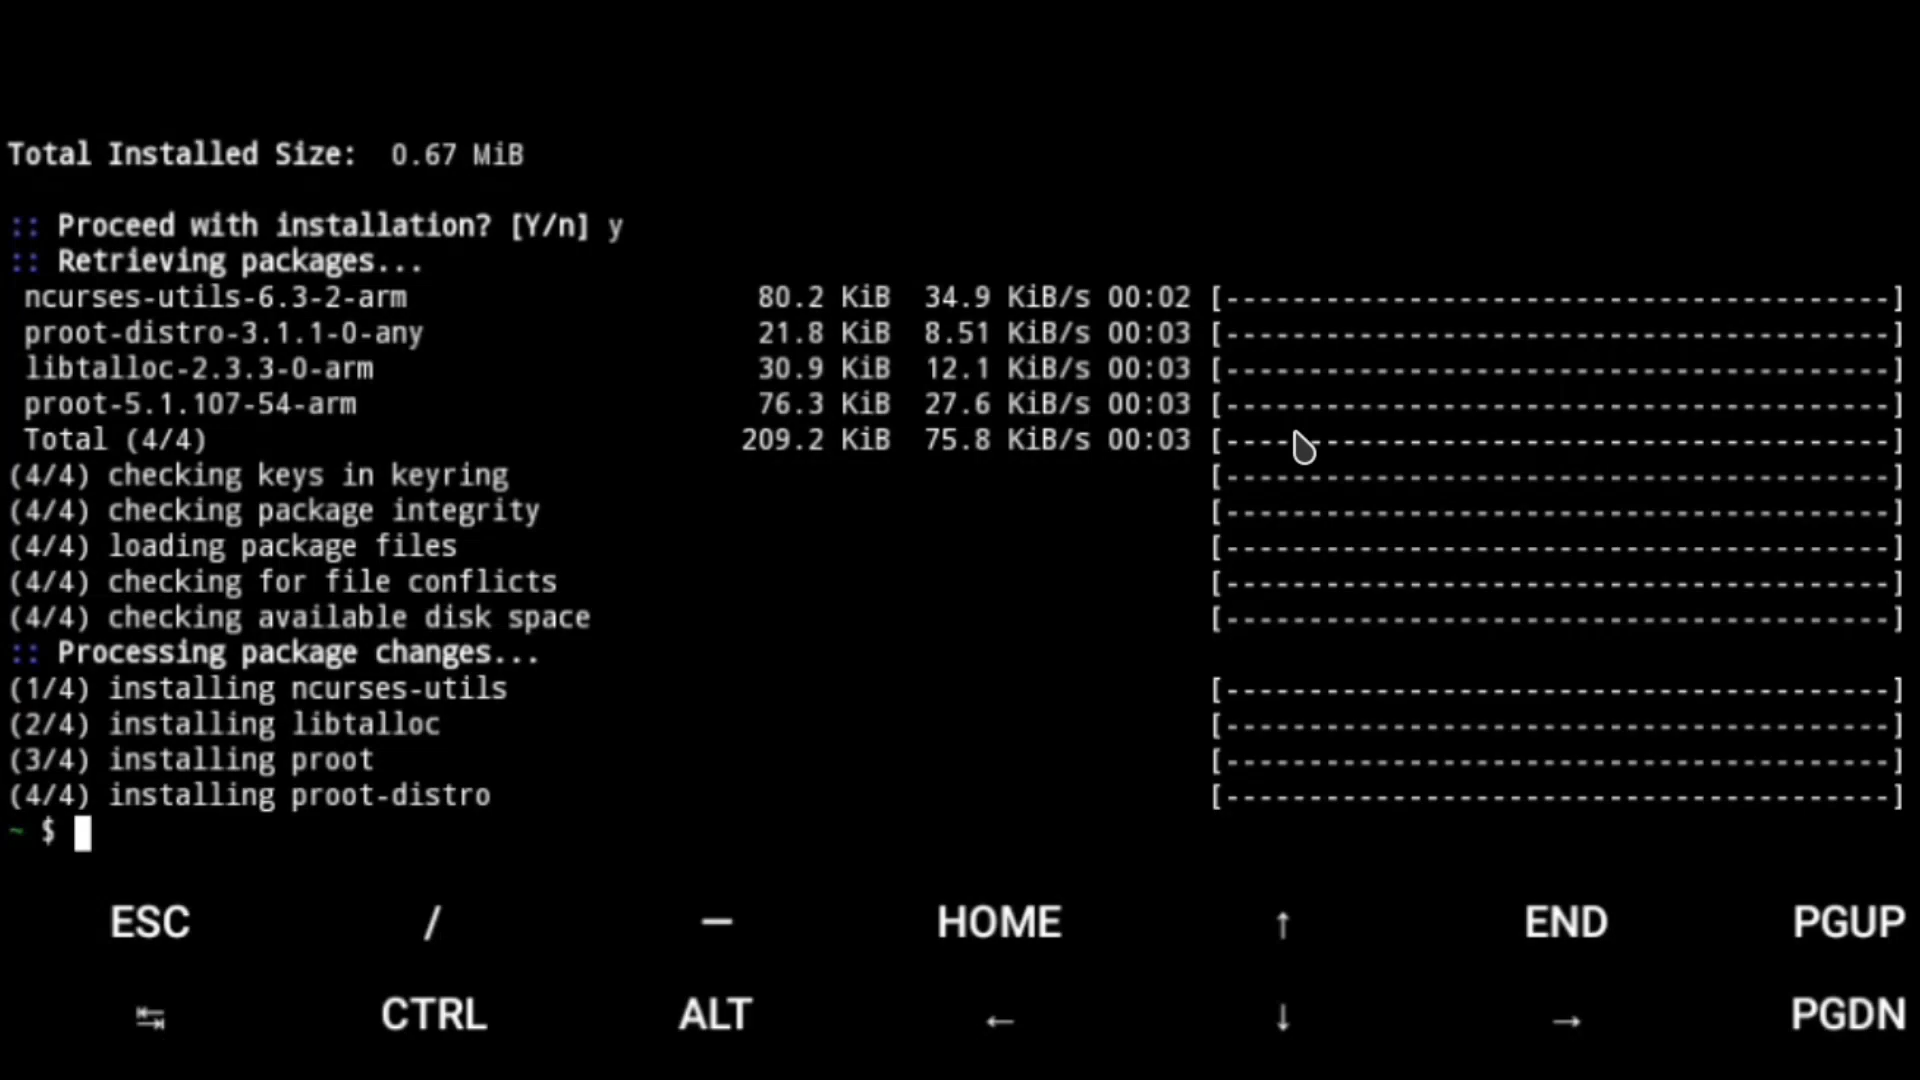 Total Installed Size:  0.67 MiB
:: Proceed with installation? [Y/n] y
:: Retrieving packages...
ncurses-utils-6.3-2-arm 80.2 KiB 34.9 KiB/s 00:02 [----------------------------------------]
proot-distro-3.1.1-0-any 21.8 KiB 8.51 KiB/s 00:03 [----------------------------------------]
libtalloc-2.3.3-0-arm 30.9 KiB 12.1 KiB/s 00:03 [----------------------------------------]
proot-5.1.107-54-arm 76.3 KiB 27.6 KiB/s 00:03 [----------------------------------------]
Total (4/4) 209.2 KiB 75.8 KiB/s 00:03 [----------------------------------------]
(4/4) checking keys in keyring [----------------------------------------]
(4/4) checking package integrity [----------------------------------------]
(4/4) loading package files [----------------------------------------]
(4/4) checking for file conflicts [----------------------------------------]
(4/4) checking available disk space [----------------------------------------]
:: Processing package changes...
(1/4) installing ncurses-utils [----------------------------------------]
(2/4) installing libtalloc [----------------------------------------]
(3/4) installing proot [----------------------------------------]
(4/4) installing proot-distro [----------------------------------------]
~ $
ESC / — HOME ↑ END PGUP
↹ CTRL ALT ← ↓ → PGDN